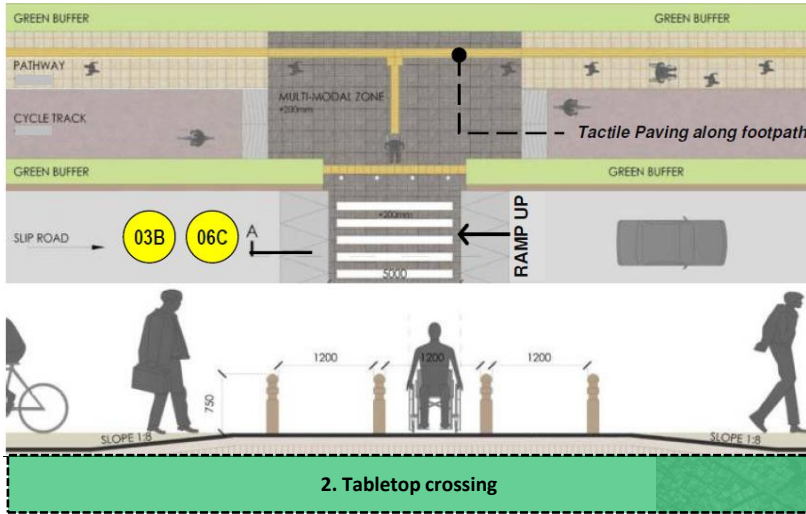 GREEN BUFFER
GREEN BUFFER
PATHWAY
MULTI-MODAL ZONE
+200mm
CYCLE TRACK
Tactile Paving along footpath
GREEN BUFFER
GREEN BUFFER
+200mm
SLIP ROAD
03B
06C
A
RAMP UP
5000
1200
1200
1200
750
SLOPE 1:8
SLOPE 1:8
2. Tabletop crossing